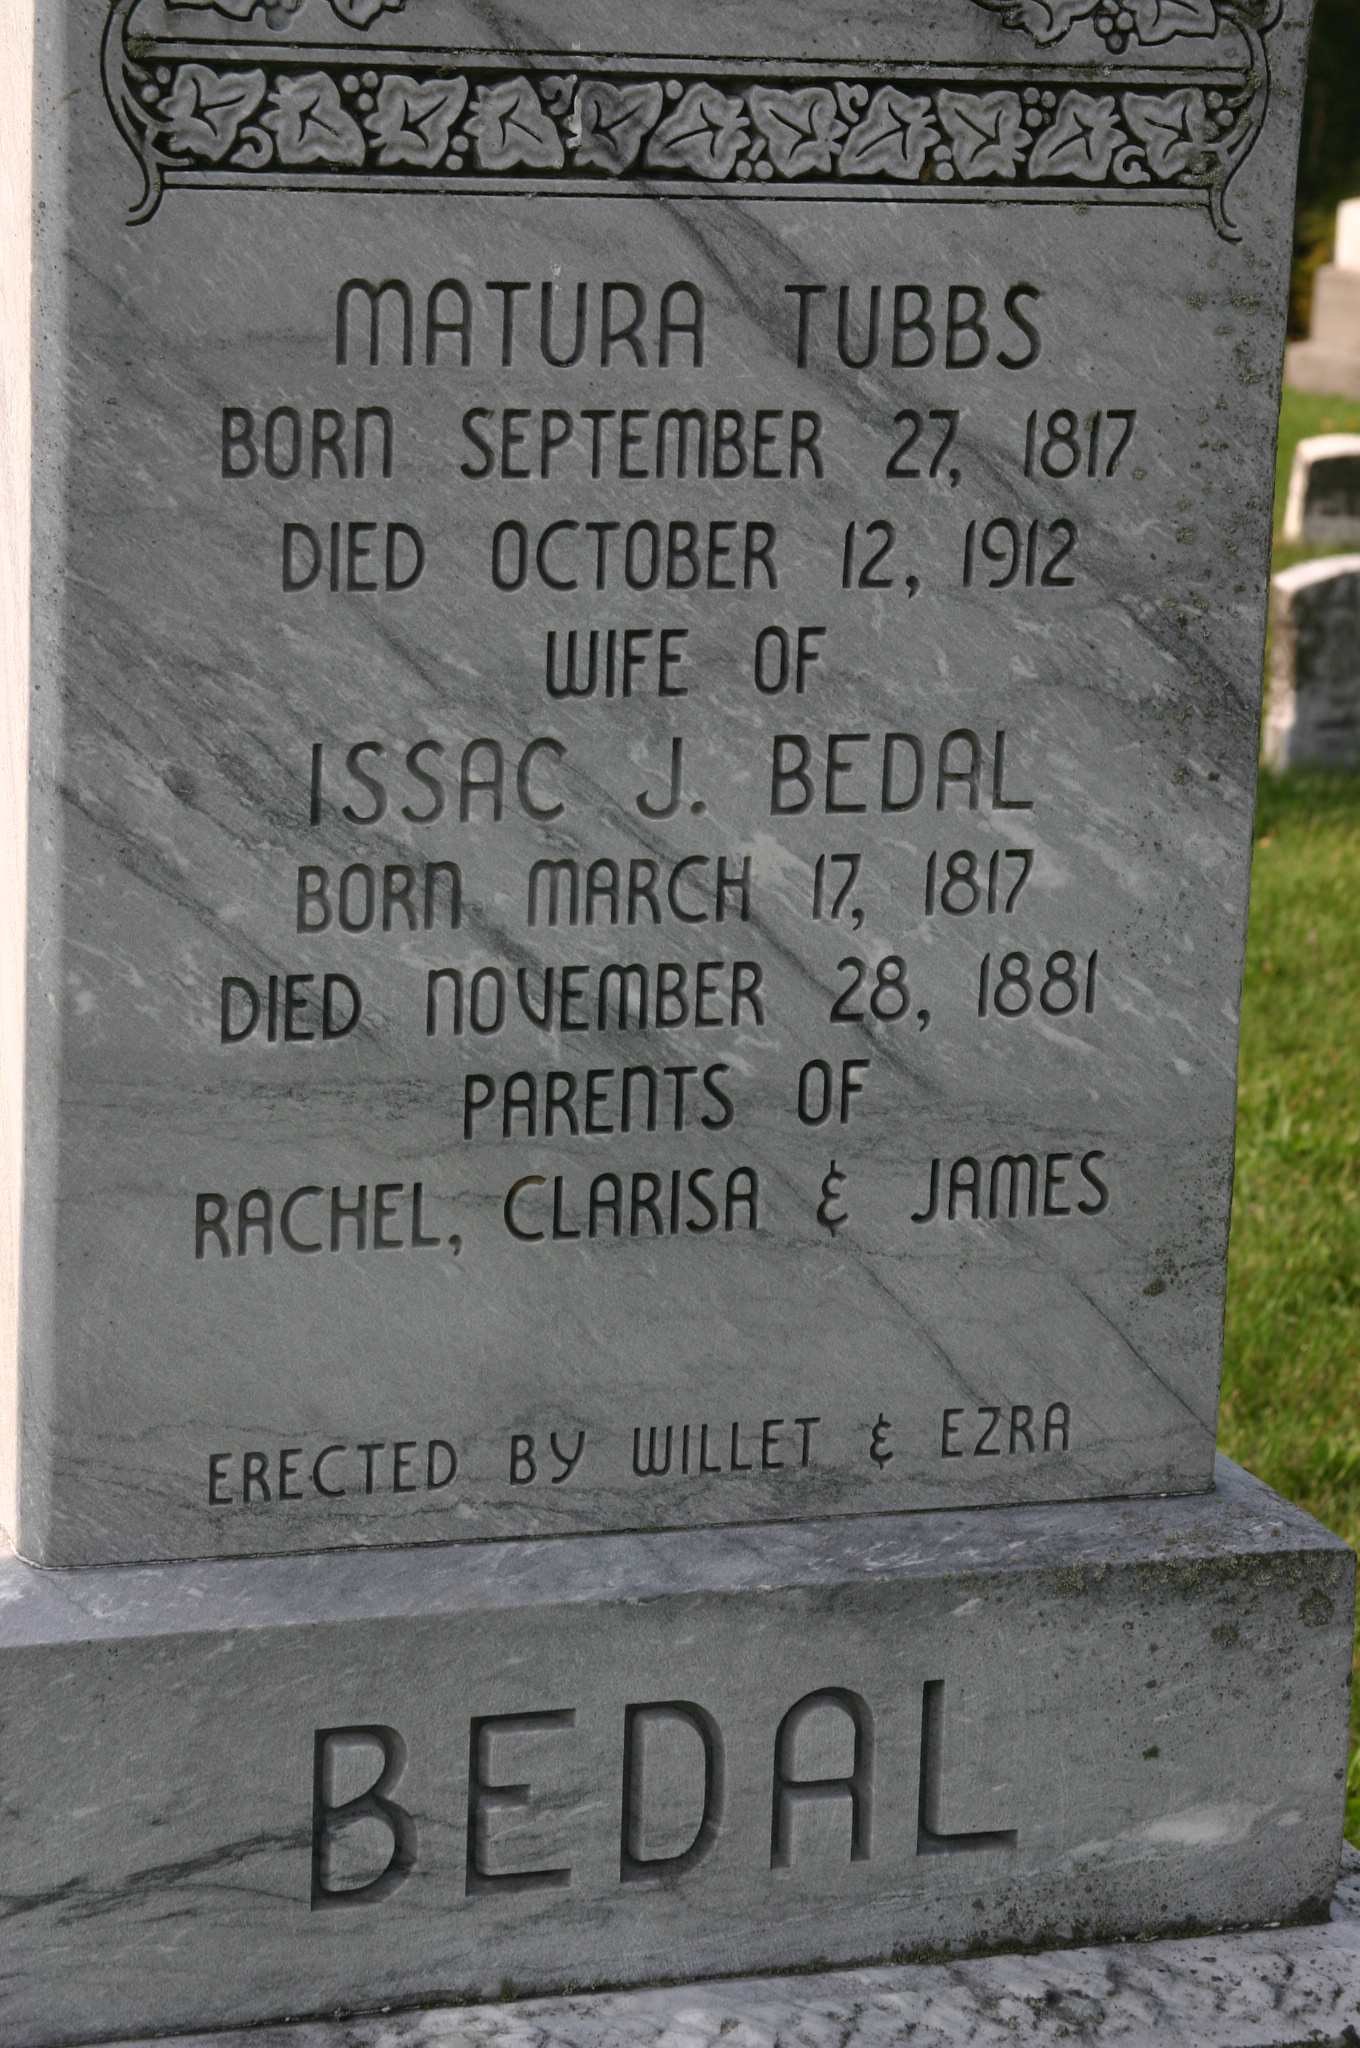 MATURA TUBBS
BORN SEPTEMBER 27, 1817
DIED OCTOBER 12, 1912
WIFE OF
ISSAC J. BEDAL
BORN MARCH 17, 1817
DIED NOVEMBER 28, 1881
PARENTS OF
RACHEL, CLARISA & JAMES
ERECTED BY WILLET & EZRA
BEDAL